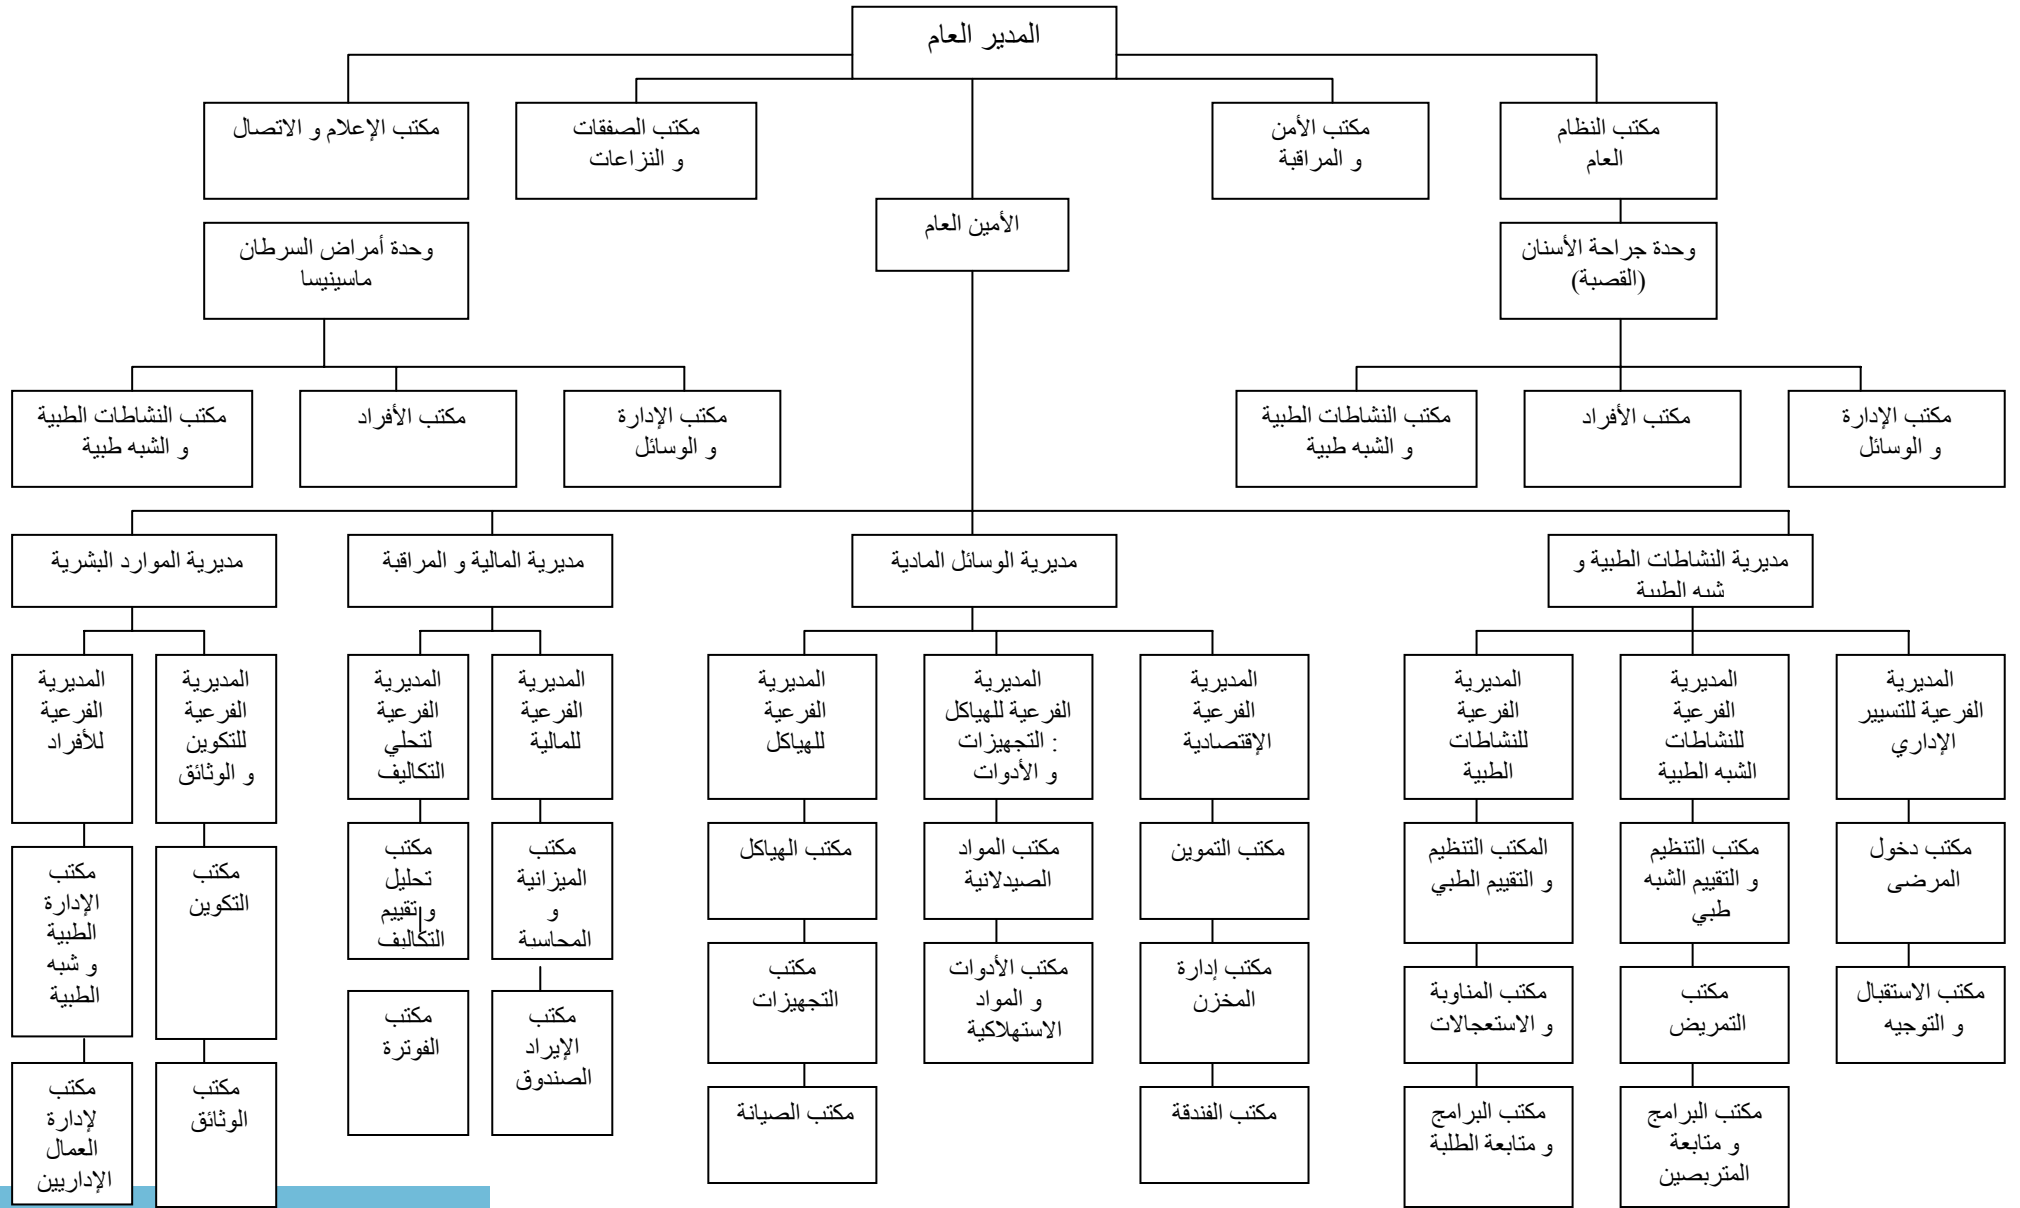 المدير العام
مكتب النظام
العام
مكتب الأمن
و المراقبة
مكتب الصفقات
و النزاعات
مكتب الإعلام و الاتصال
الأمين العام
وحدة جراحة الأسنان
(القصبة)
وحدة أمراض السرطان
ماسينيسا
مكتب الإدارة
و الوسائل
مكتب الأفراد
مكتب النشاطات الطبية
و الشبه طبية
مكتب الإدارة
و الوسائل
مكتب الأفراد
مكتب النشاطات الطبية
و الشبه طبية
مديرية النشاطات الطبية و
شبه الطبية
مديرية الوسائل المادية
مديرية المالية و المراقبة
مديرية الموارد البشرية
المديرية
الفرعية للتسيير
الإداري
المديرية
الفرعية
للنشاطات
الشبه الطبية
المديرية
الفرعية
للنشاطات
الطبية
المديرية
الفرعية
الإقتصادية
المديرية
الفرعية للهياكل
: التجهيزات
و الأدوات
المديرية
الفرعية
للهياكل
المديرية
الفرعية
للمالية
المديرية
الفرعية
لتحلي
التكاليف
المديرية
الفرعية
للتكوين
و الوثائق
المديرية
الفرعية
للأفراد
مكتب دخول
المرضى
مكتب التنظيم
و التقييم الشبه
طبي
المكتب التنظيم
و التقييم الطبي
مكتب التموين
مكتب المواد
الصيدلانية
مكتب الهياكل
مكتب
الميزانية
و
المحاسبة
مكتب
تحليل
و تقييم
التكاليف
مكتب
التكوين
مكتب
الإدارة
الطبية
و شبه
الطبية
مكتب الاستقبال
و التوجيه
مكتب
التمريض
مكتب المناوبة
و الاستعجالات
مكتب إدارة
المخزن
مكتب الأدوات
و المواد
الاستهلاكية
مكتب
التجهيزات
مكتب
الإيراد
الصندوق
مكتب
الفوترة
مكتب
الوثائق
مكتب
لإدارة
العمال
الإداريين
مكتب البرامج
و متابعة
المتربصين
مكتب البرامج
و متابعة الطلبة
مكتب الفندقة
مكتب الصيانة